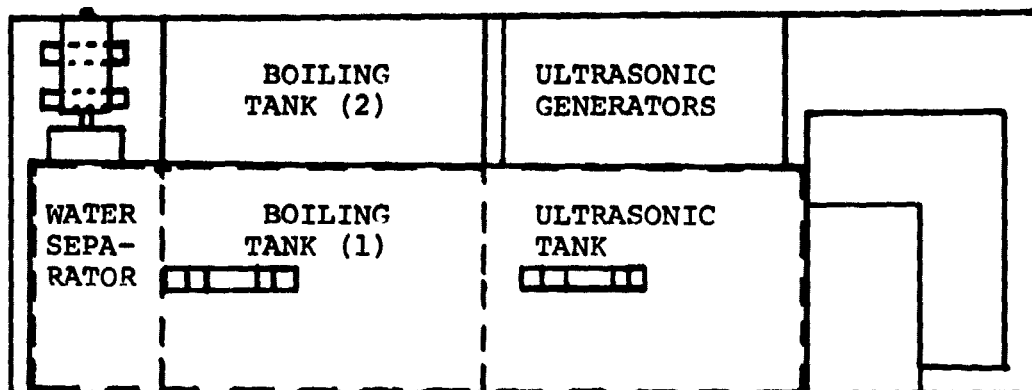 BOILING
TANK (2)
ULTRASONIC
GENERATORS
WATER
SEPA-
RATOR
BOILING
TANK (1)
ULTRASONIC
TANK